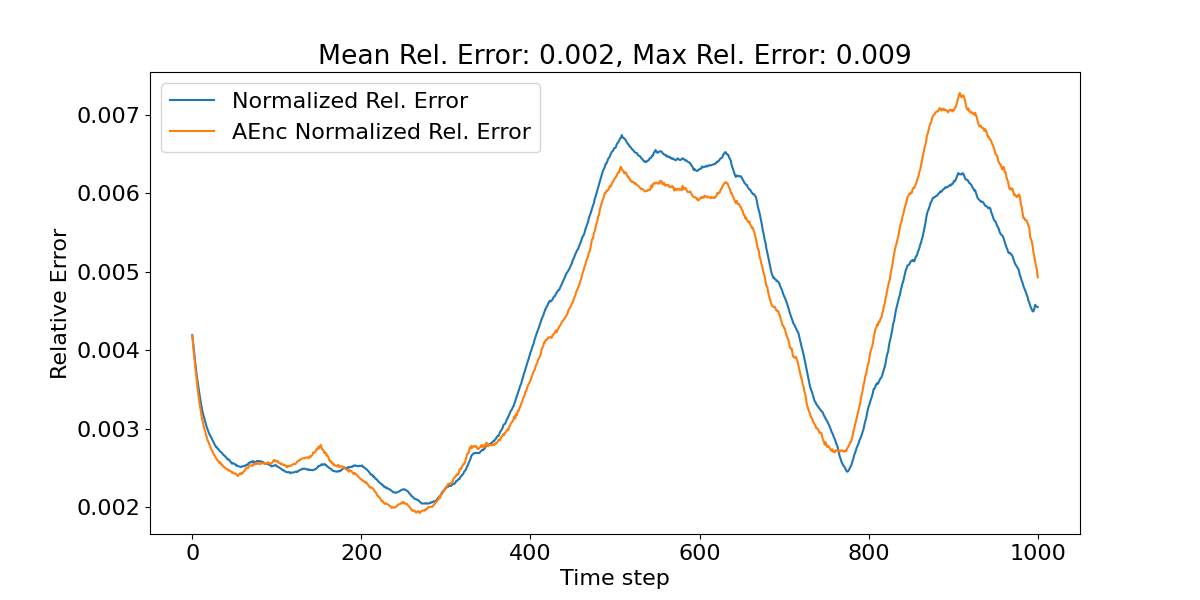 Mean Rel. Error: 0.002, Max Rel. Error: 0.009
Normalized Rel. Error
AEnc Normalized Rel. Error
Relative Error
0.007
0.006
0.005
0.004
0.003
0.002
0 200 400 600 800 1000
Time step